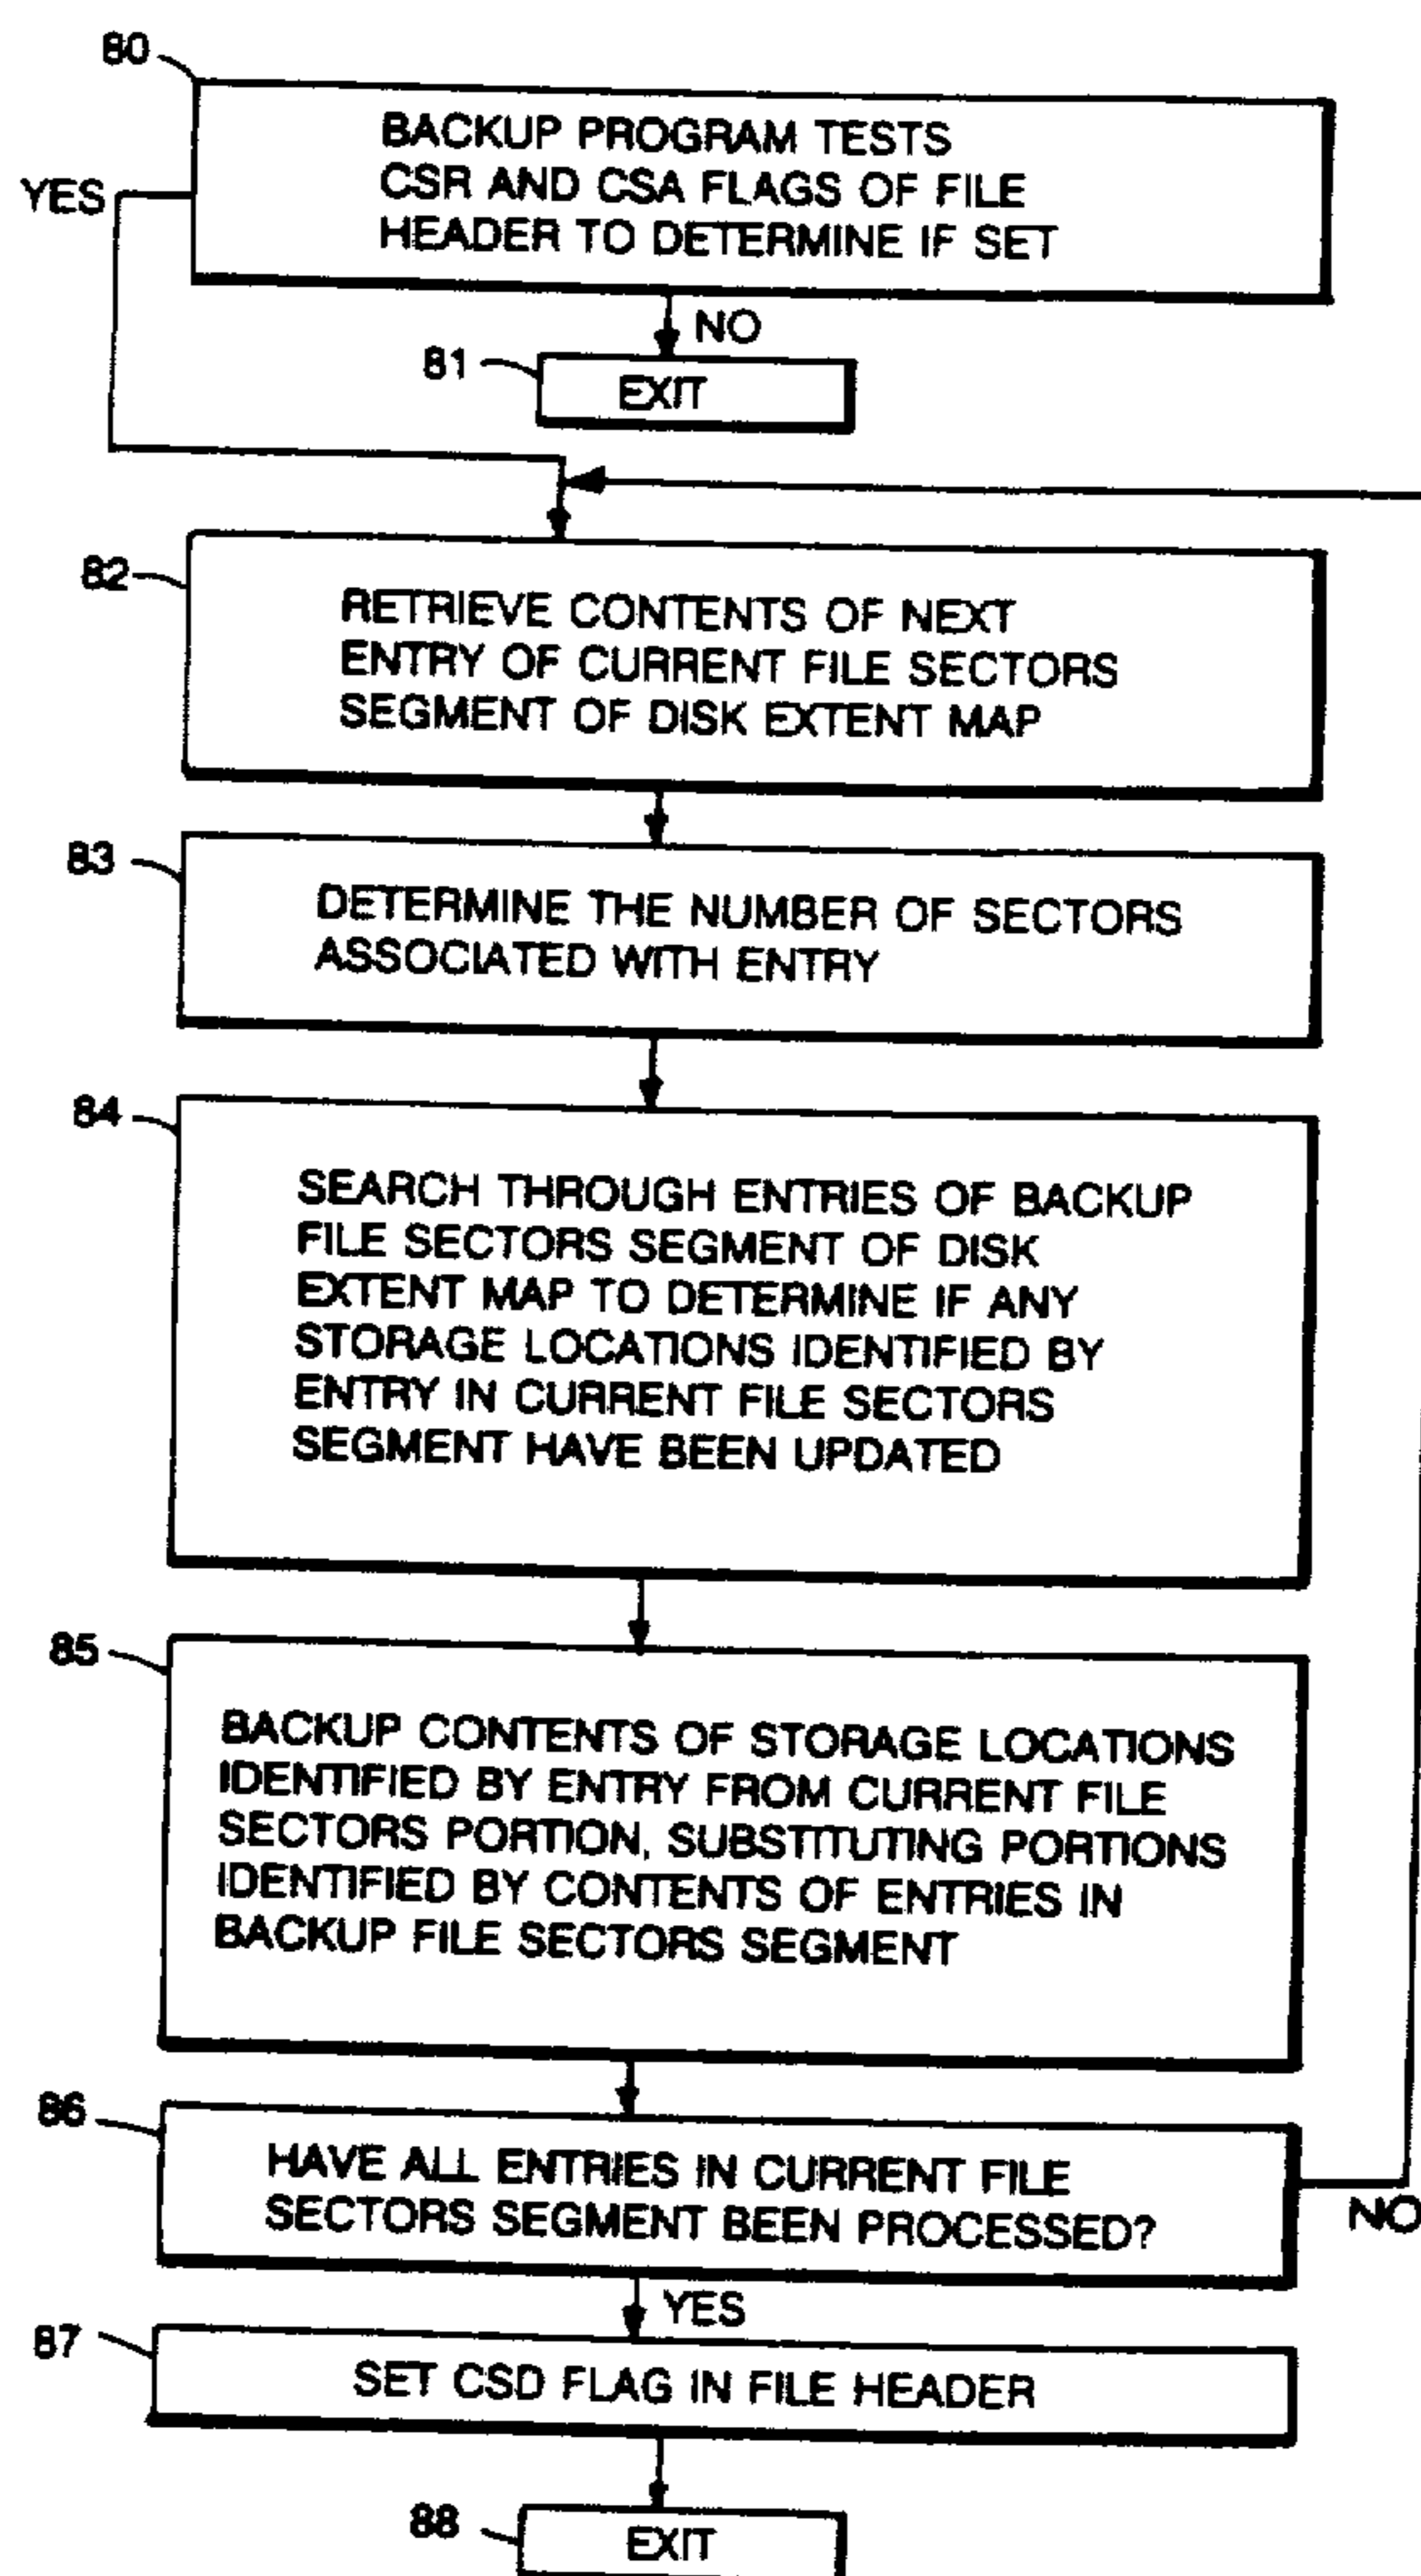 80
BACKUP PROGRAM TESTS
CSR AND CSA FLAGS OF FILE
HEADER TO DETERMINE IF SET
YES
NO
81
EXIT
82
RETRIEVE CONTENTS OF NEXT
ENTRY OF CURRENT FILE SECTORS
SEGMENT OF DISK EXTENT MAP
83
DETERMINE THE NUMBER OF SECTORS
ASSOCIATED WITH ENTRY
84
SEARCH THROUGH ENTRIES OF BACKUP
FILE SECTORS SEGMENT OF DISK
EXTENT MAP TO DETERMINE IF ANY
STORAGE LOCATIONS IDENTIFIED BY
ENTRY IN CURRENT FILE SECTORS
SEGMENT HAVE BEEN UPDATED
85
BACKUP CONTENTS OF STORAGE LOCATIONS
IDENTIFIED BY ENTRY FROM CURRENT FILE
SECTORS PORTION, SUBSTITUTING PORTIONS
IDENTIFIED BY CONTENTS OF ENTRIES IN
BACKUP FILE SECTORS SEGMENT
86
HAVE ALL ENTRIES IN CURRENT FILE
SECTORS SEGMENT BEEN PROCESSED?
NO
YES
87
SET CSD FLAG IN FILE HEADER
88
EXIT